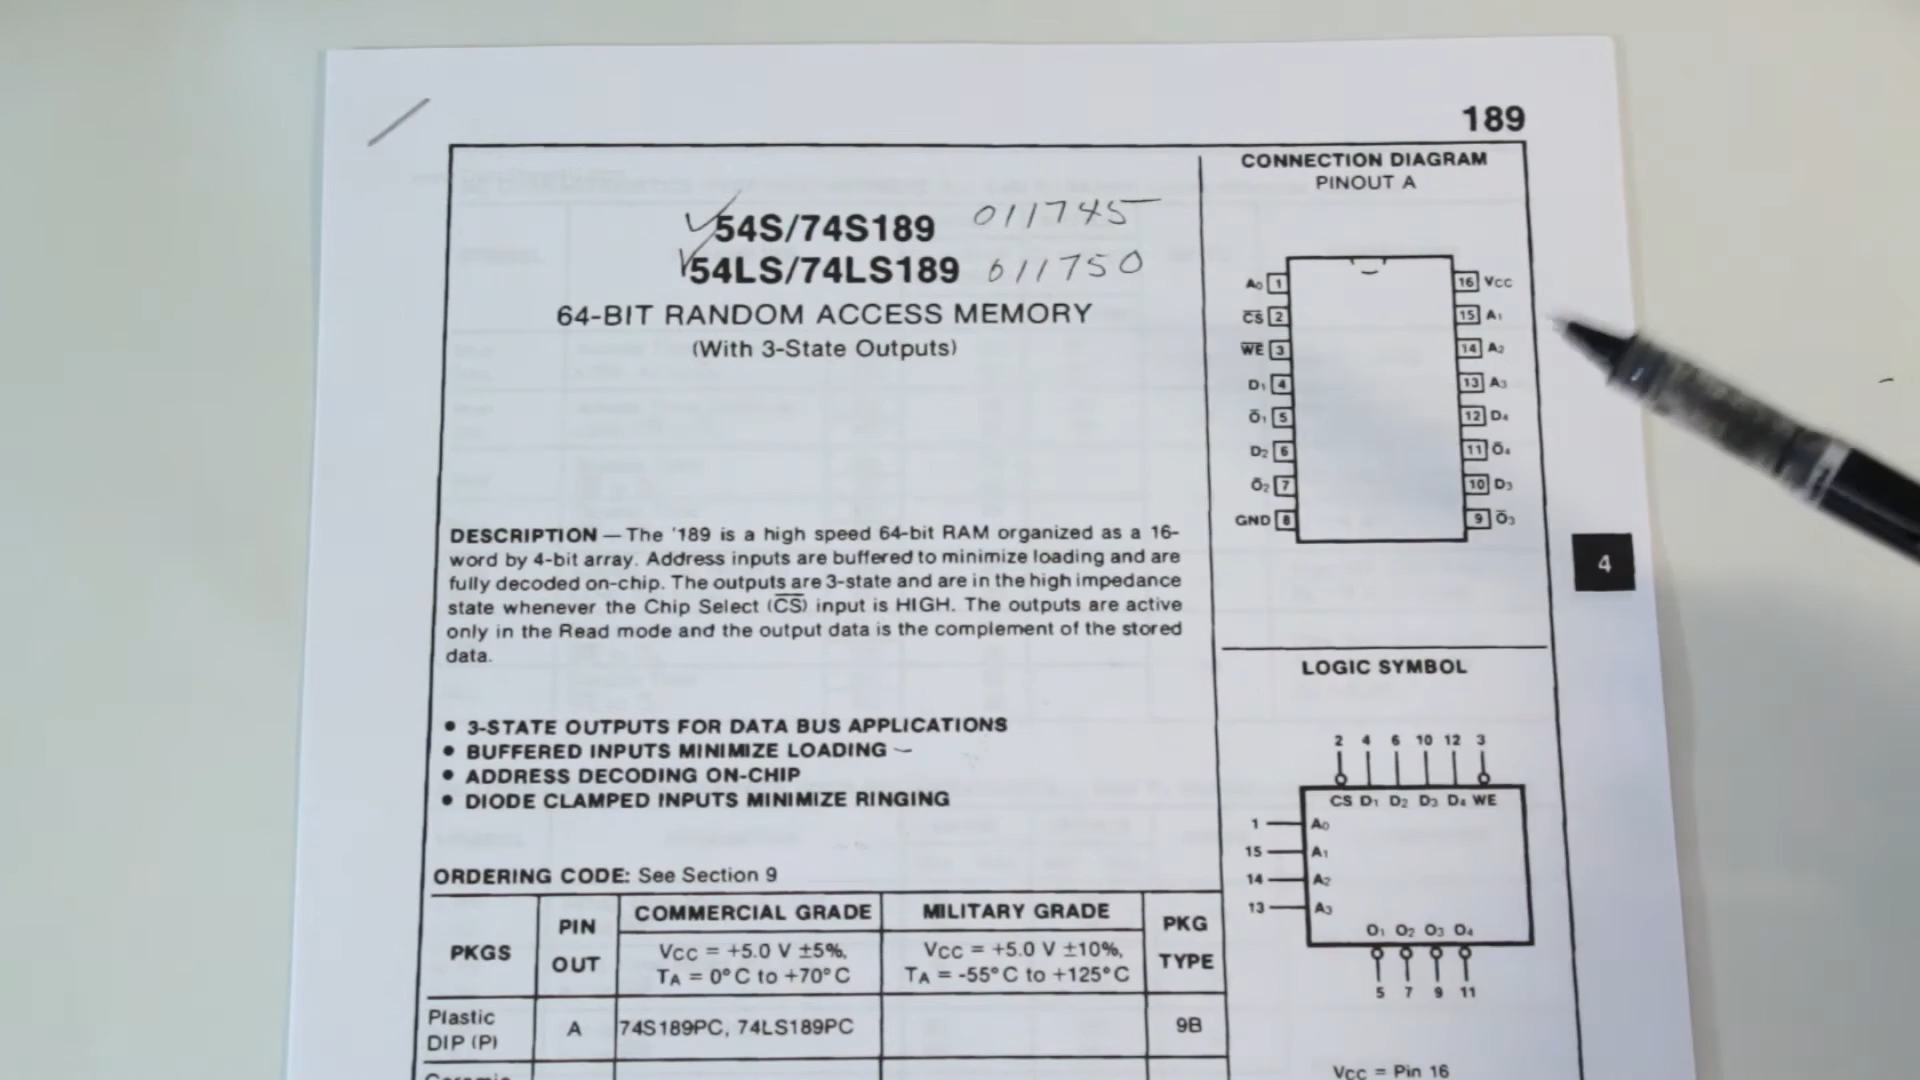 189
54S/74S189 011745
54LS/74LS189 011750
64-BIT RANDOM ACCESS MEMORY
(With 3-State Outputs)
DESCRIPTION — The '189 is a high speed 64-bit RAM organized as a 16-
word by 4-bit array. Address inputs are buffered to minimize loading and are
fully decoded on-chip. The outputs are 3-state and are in the high impedance
state whenever the Chip Select (C̅S̅) input is HIGH. The outputs are active
only in the Read mode and the output data is the complement of the stored
data.
• 3-STATE OUTPUTS FOR DATA BUS APPLICATIONS
• BUFFERED INPUTS MINIMIZE LOADING
• ADDRESS DECODING ON-CHIP
• DIODE CLAMPED INPUTS MINIMIZE RINGING
ORDERING CODE: See Section 9
PKGS
PIN
OUT
COMMERCIAL GRADE
VCC = +5.0 V ±5%,
TA = 0°C to +70°C
MILITARY GRADE
VCC = +5.0 V ±10%,
TA = -55°C to +125°C
PKG
TYPE
Plastic
DIP (P)
A
74S189PC, 74LS189PC
9B
CONNECTION DIAGRAM
PINOUT A
A0 1 16 VCC
C̅S̅ 2 15 A1
W̅E̅ 3 14 A2
D1 4 13 A3
O̅1 5 12 D4
D2 6 11 O̅4
O̅2 7 10 D3
GND 8 9 O̅3
4
LOGIC SYMBOL
2 4 6 10 12 3
CS D1 D2 D3 D4 WE
1 A0
15 A1
14 A2
13 A3
O1 O2 O3 O4
5 7 9 11
VCC = Pin 16